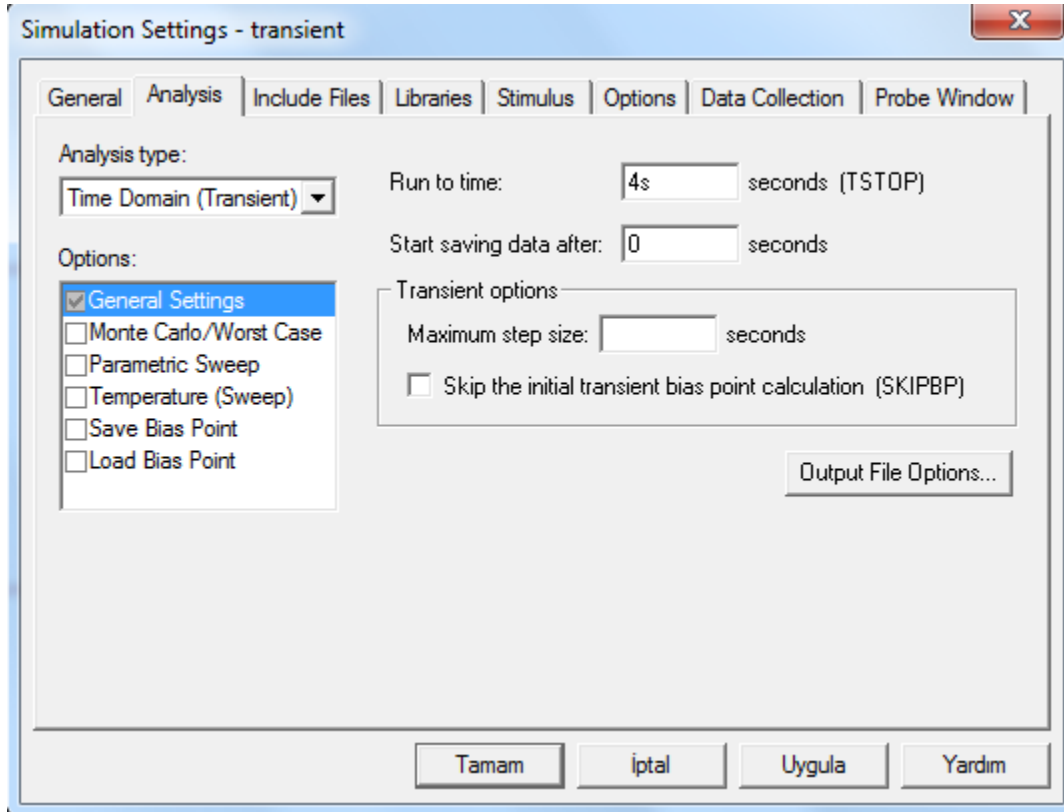 Simulation Settings - transient
General Analysis Include Files Libraries Stimulus Options Data Collection Probe Window
Analysis type:
Time Domain (Transient)
Options:
General Settings
Monte Carlo/Worst Case
Parametric Sweep
Temperature (Sweep)
Save Bias Point
Load Bias Point
Run to time: 4s seconds (TSTOP)
Start saving data after: 0 seconds
Transient options
Maximum step size: seconds
Skip the initial transient bias point calculation (SKIPBP)
Output File Options...
Tamam İptal Uygula Yardım